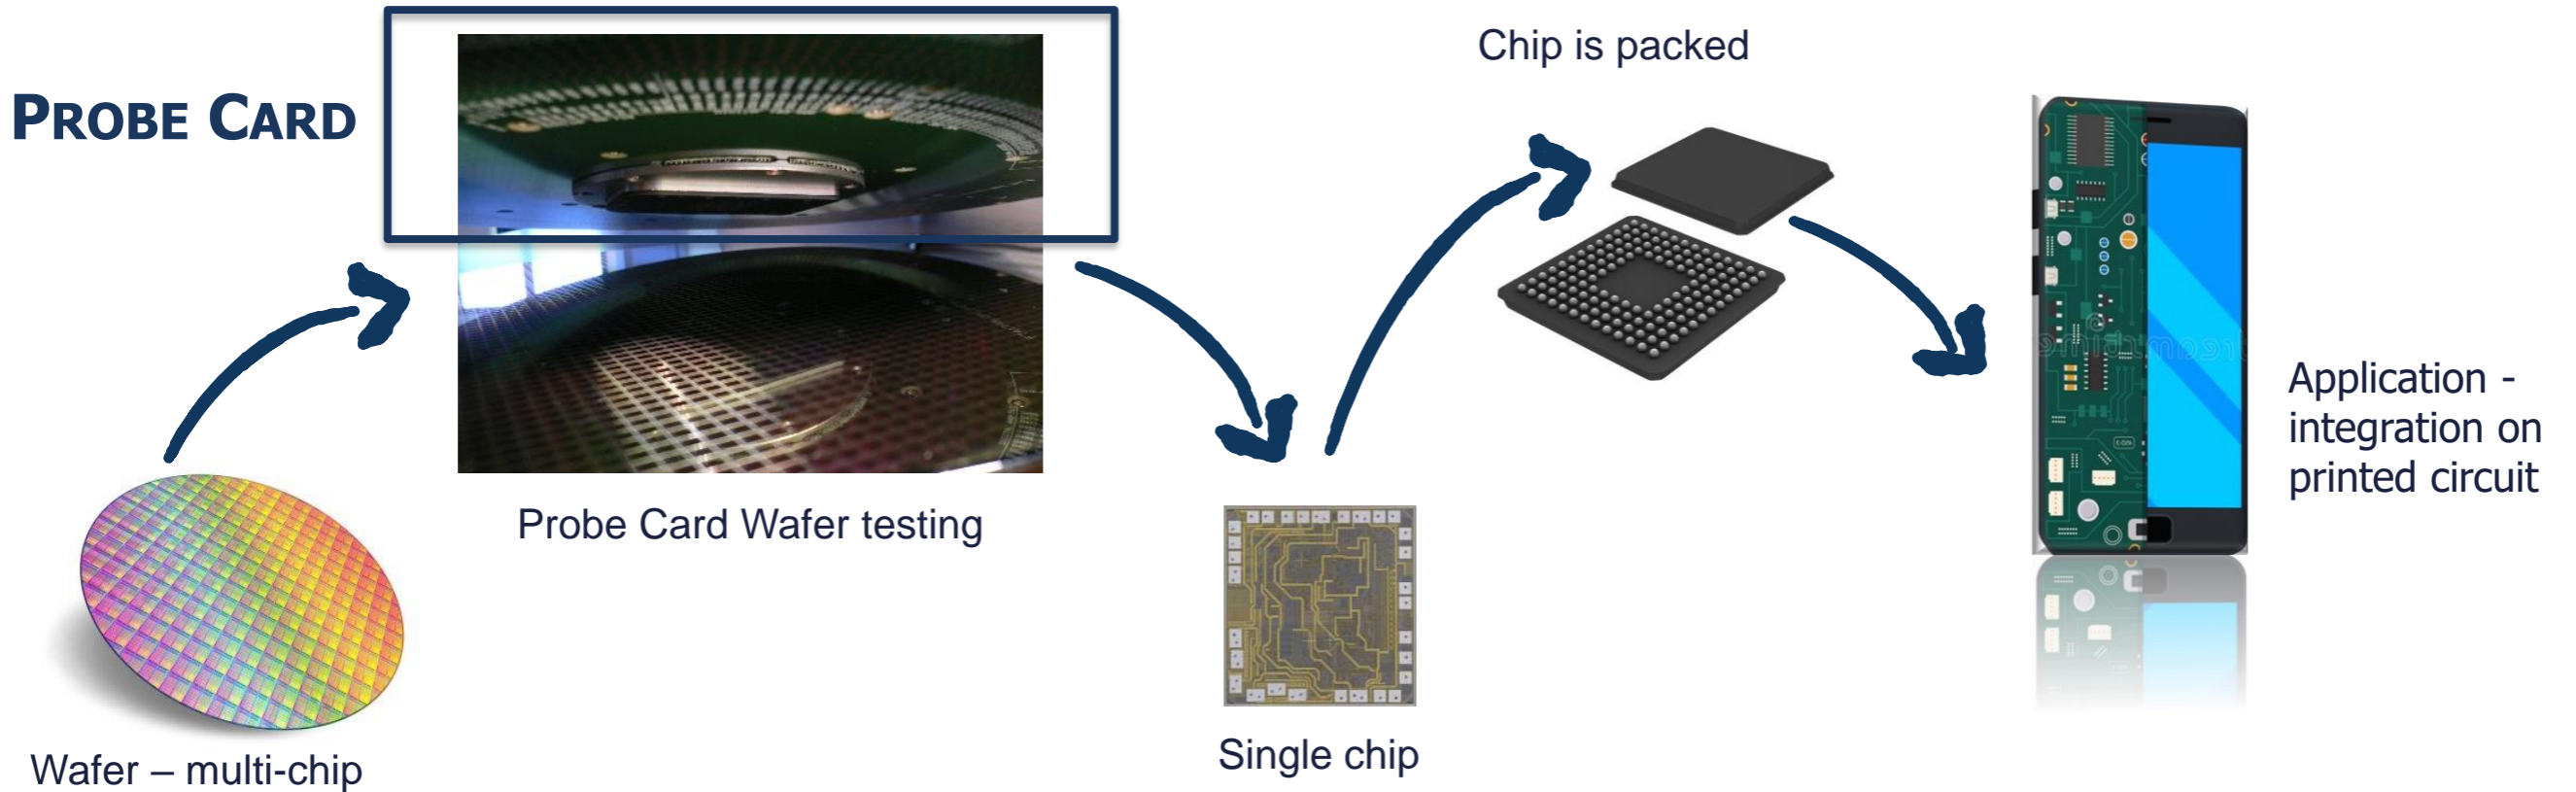 PROBE CARD
Chip is packed
Probe Card Wafer testing
Wafer – multi-chip
Single chip
Application -
integration on
printed circuit